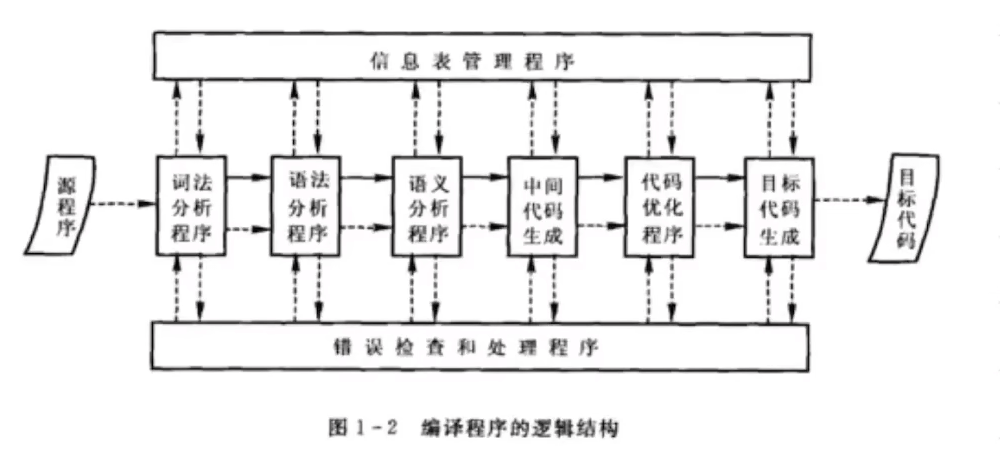 信息表管理程序
源程序
词法
分析
程序
语法
分析
程序
语义
分析
程序
中间
代码
生成
代码
优化
程序
目标
代码
生成
目标代码
错误检查和处理程序
图1-2 编译程序的逻辑结构